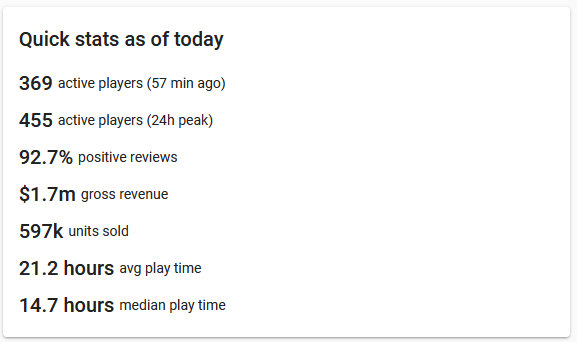 Quick stats as of today
369 active players (57 min ago)
455 active players (24h peak)
92.7% positive reviews
$1.7m gross revenue
597k units sold
21.2 hours avg play time
14.7 hours median play time